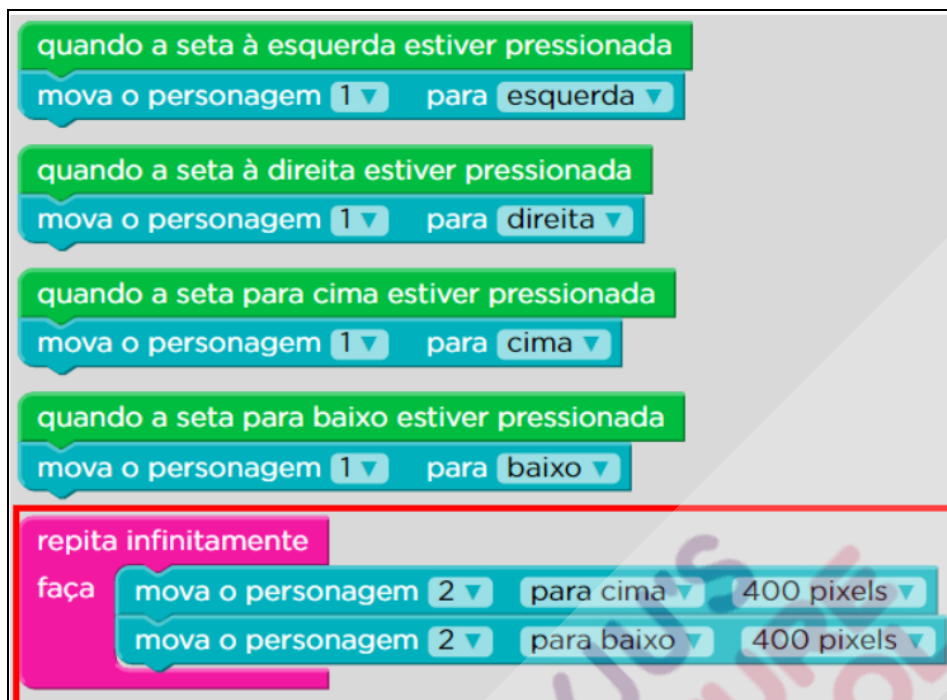 quando a seta à esquerda estiver pressionada
mova o personagem 1 para esquerda
quando a seta à direita estiver pressionada
mova o personagem 1 para direita
quando a seta para cima estiver pressionada
mova o personagem 1 para cima
quando a seta para baixo estiver pressionada
mova o personagem 1 para baixo
repita infinitamente
faça mova o personagem 2 para cima 400 pixels
mova o personagem 2 para baixo 400 pixels